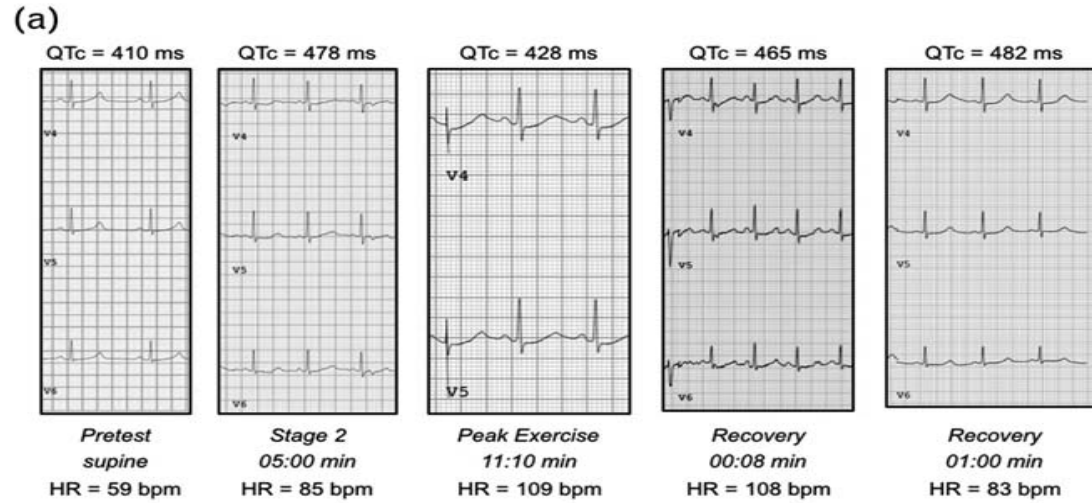 (a)
QTc = 410 ms
QTc = 478 ms
QTc = 428 ms
QTc = 465 ms
QTc = 482 ms
V4
V5
V6
V4
V5
V6
V4
V5
V4
V5
V6
V4
V5
V6
Pretest
supine
HR = 59 bpm
Stage 2
05:00 min
HR = 85 bpm
Peak Exercise
11:10 min
HR = 109 bpm
Recovery
00:08 min
HR = 108 bpm
Recovery
01:00 min
HR = 83 bpm